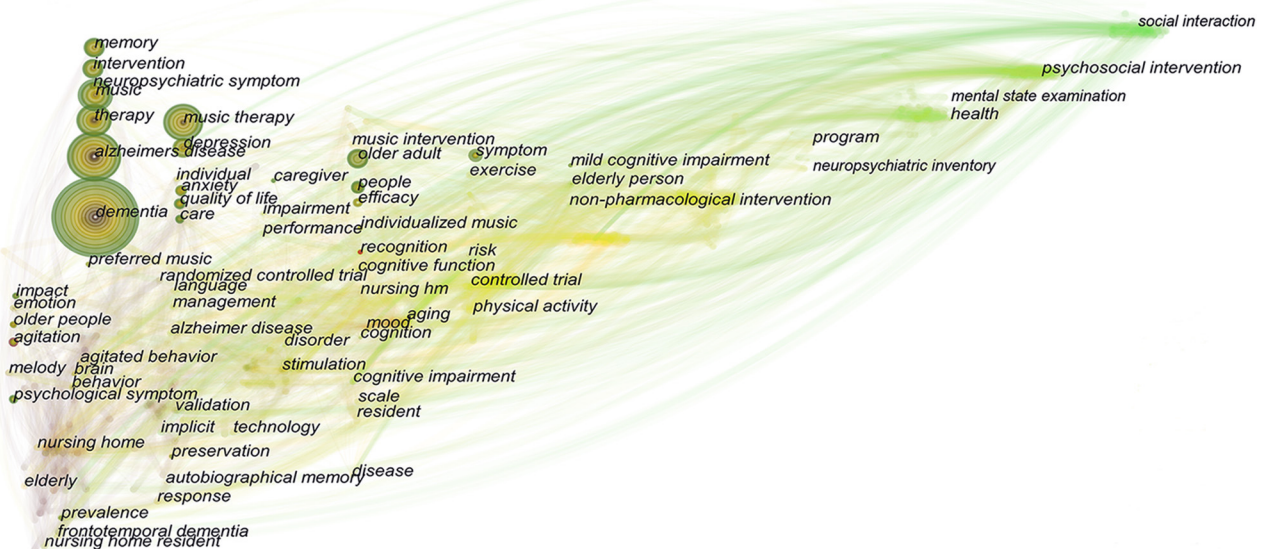 social interaction
memory
intervention
psychosocial intervention
neuropsychiatric symptom
music
mental state examination
health
therapy
music therapy
program
music intervention
depression
alzheimers disease
older adult
symptom
mild cognitive impairment
neuropsychiatric inventory
exercise
individual
caregiver
elderly person
anxiety
people
quality of life
efficacy
non-pharmacological intervention
dementia
care
impairment
performance
individualized music
recognition
risk
preferred music
cognitive function
randomized controlled trial
controlled trial
language
nursing hm
impact
emotion
management
physical activity
older people
aging
mood
alzheimer disease
cognition
agitation
disorder
agitated behavior
melody
brain
stimulation
behavior
cognitive impairment
psychological symptom
scale
validation
resident
implicit
technology
nursing home
preservation
disease
elderly
autobiographical memory
response
prevalence
frontotemporal dementia
nursing home resident